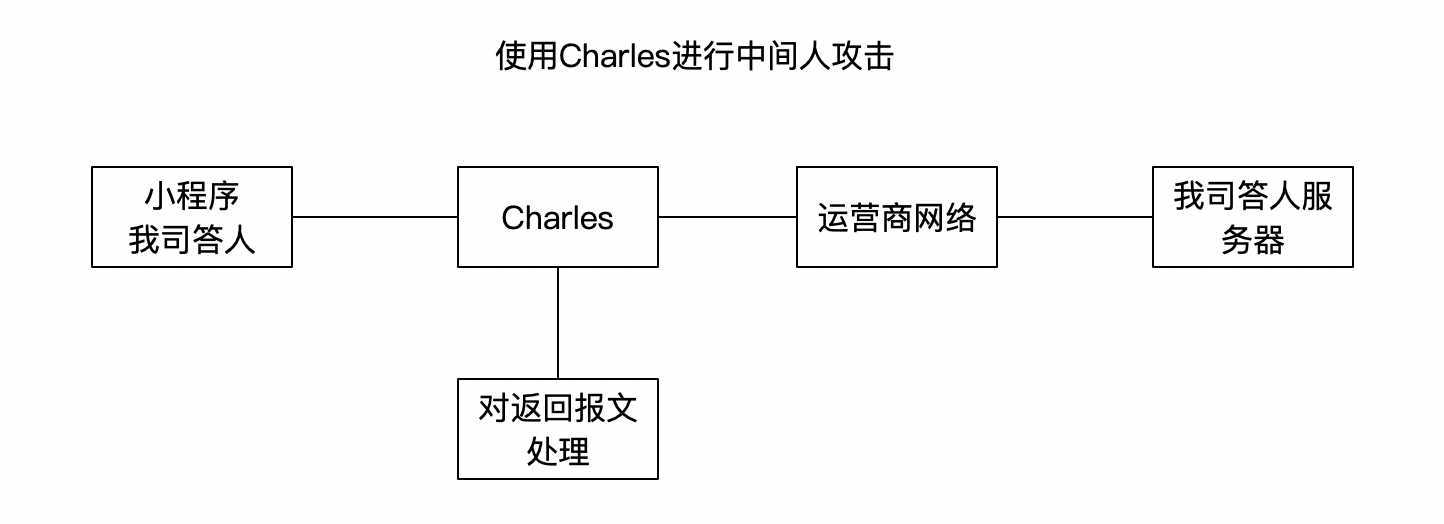 使用Charles进行中间人攻击
小程序
我司答人
Charles
运营商网络
我司答人服
务器
对返回报文
处理